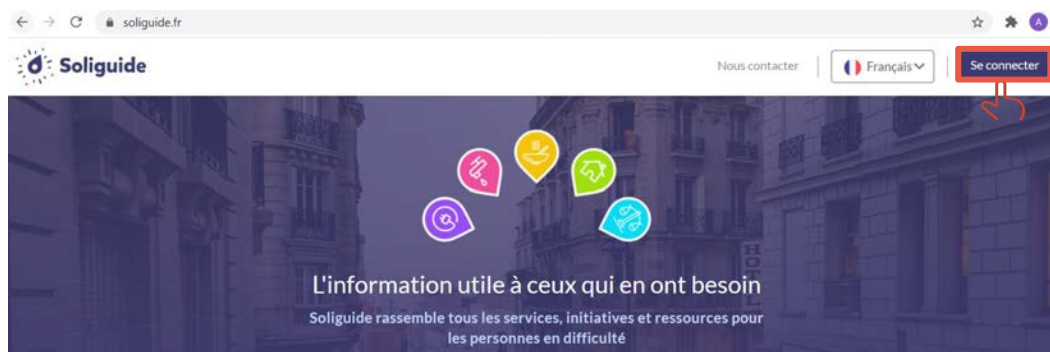 soliguide.fr
A
Soliguide
Nous contacter
Français
Se connecter
HOTEL
L'information utile à ceux qui en ont besoin
Soliguide rassemble tous les services, initiatives et ressources pour
les personnes en difficulté